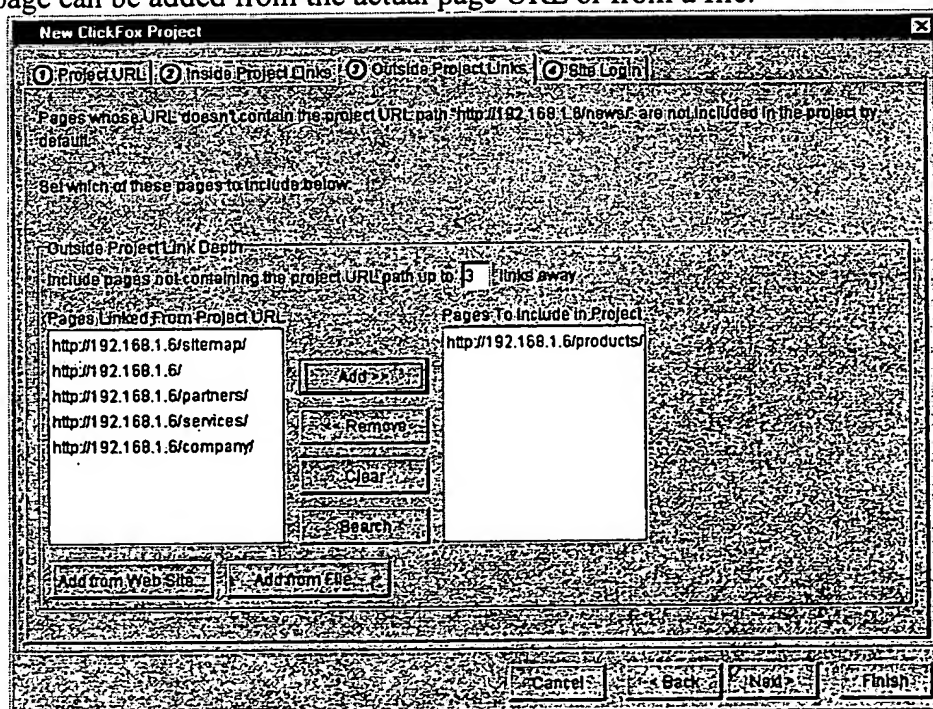 page can be added from the actual page URL or from a file.
New ClickFox Project
1 Project URL 2 Inside Project Links 3 Outside Project Links 4 Site Login
Pages whose URL doesn't contain the project URL path "http://192.168.1.6/news/" are not included in the project by
default.
Set which of these pages to include below.
Outside Project Link Depth
Include pages not containing the project URL path up to 3 links away
Pages Linked From Project URL
Pages To Include in Project
http://192.168.1.6/sitemap/
http://192.168.1.6/
http://192.168.1.6/partners/
http://192.168.1.6/services/
http://192.168.1.6/company/
Add >>
<< Remove
Clear
Search
http://192.168.1.6/products/
Add from Web Site...
Add from File...
Cancel
< Back
Next >
Finish